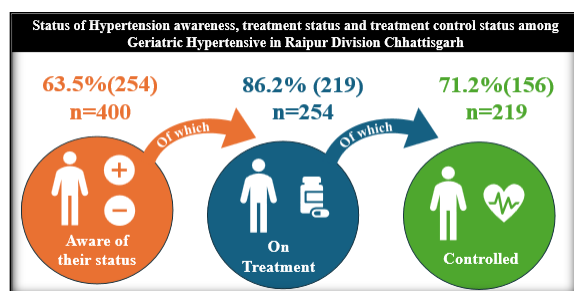 Status of Hypertension awareness, treatment status and treatment control status among
Geriatric Hypertensive in Raipur Division Chhattisgarh
63.5%(254)
n=400
86.2% (219)
n=254
71.2%(156)
n=219
Of which
Of which
Aware of
their status
On
Treatment
Controlled